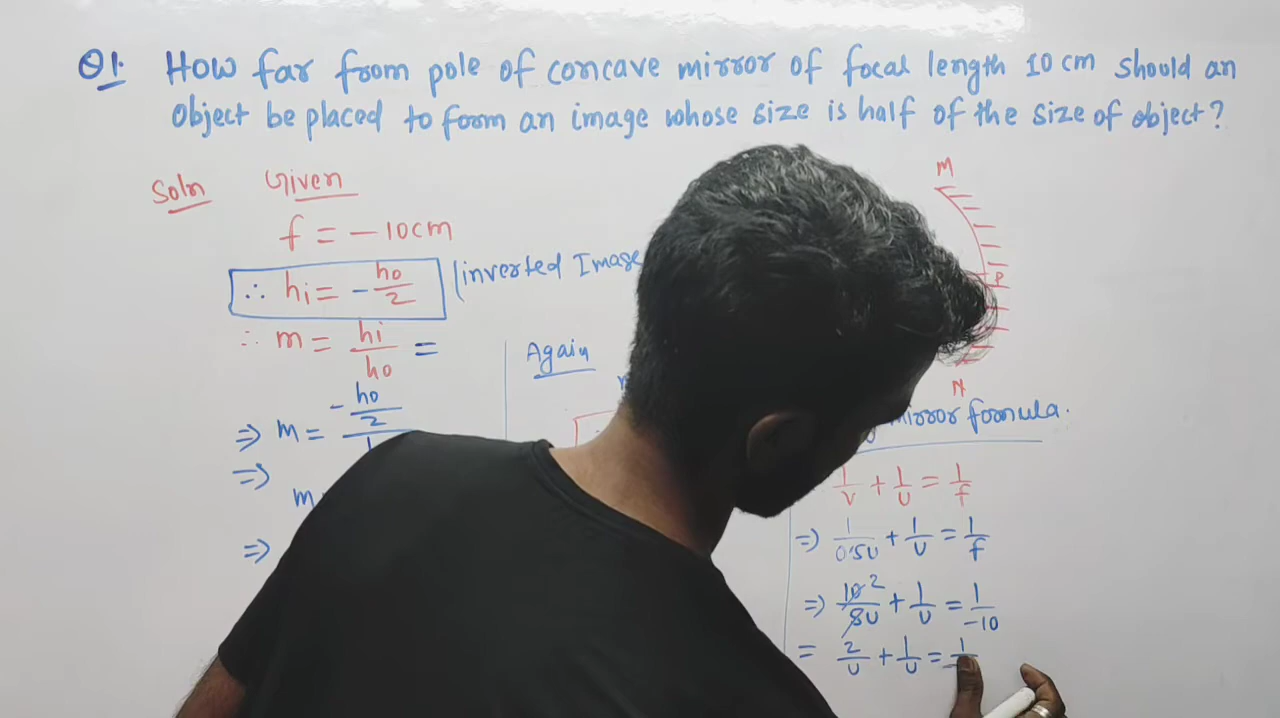 Q1. How far from pole of concave mirror of focal length 10 cm should an
object be placed to form an image whose size is half of the size of object?
Soln Given
f = -10cm
∴ hi = - ho/2 (inverted Image
∴ m = hi/ho =
⇒ m = - ho/2
⇒
m
⇒
Again
M
P
N
mirror formula.
1/v + 1/u = 1/f
⇒ 1/0.5u + 1/u = 1/f
⇒ 10 2/5u + 1/u = 1/-10
= 2/u + 1/u = 1/